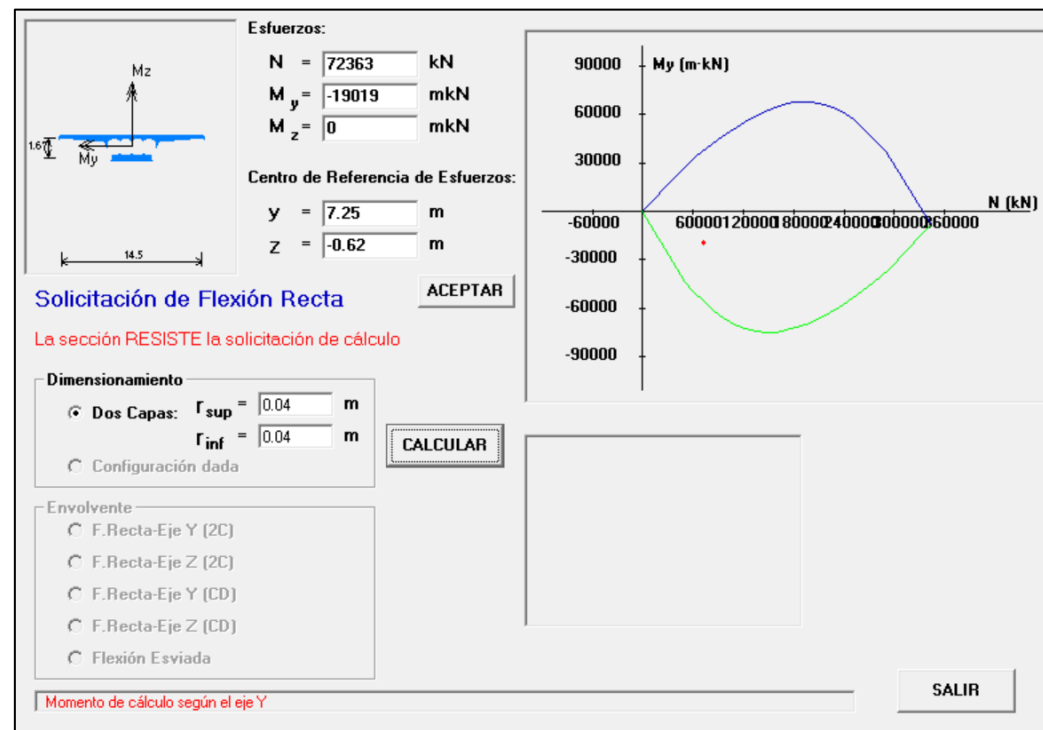 Esfuerzos:
N = 72363 kN
M y = -19019 mkN
M z = 0 mkN
Centro de Referencia de Esfuerzos:
y = 7.25 m
z = -0.62 m
ACEPTAR
Mz
My
1.67
14.5
Solicitación de Flexión Recta
La sección RESISTE la solicitación de cálculo
Dimensionamiento
Dos Capas: r sup = 0.04 m
r inf = 0.04 m
Configuración dada
CALCULAR
Envolvente
F.Recta-Eje Y (2C)
F.Recta-Eje Z (2C)
F.Recta-Eje Y (CD)
F.Recta-Eje Z (CD)
Flexión Esviada
Momento de cálculo según el eje Y
90000
My (m·kN)
60000
30000
N (kN)
-60000 60000 120000 180000 240000 300000 360000
-30000
-60000
-90000
SALIR